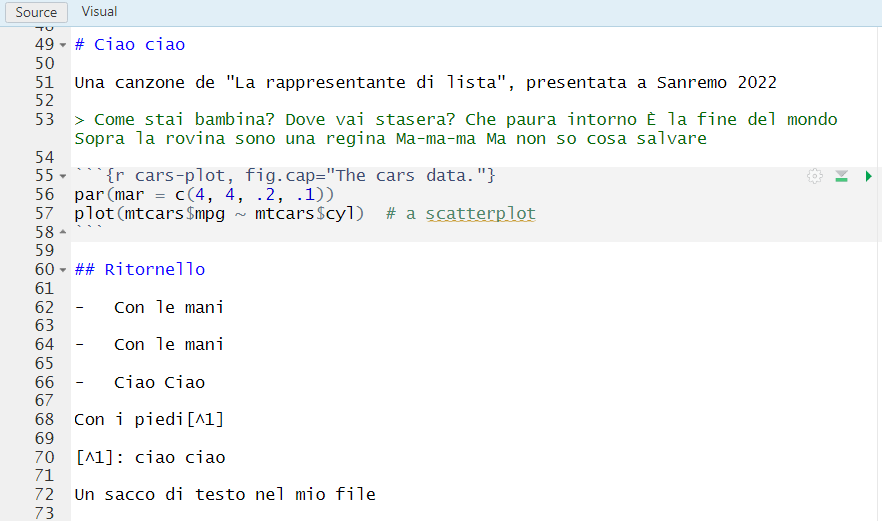 Source Visual
48
49 # Ciao ciao
50
51 Una canzone de "La rappresentante di lista", presentata a Sanremo 2022
52
53 > Come stai bambina? Dove vai stasera? Che paura intorno È la fine del mondo
Sopra la rovina sono una regina Ma-ma-ma Ma non so cosa salvare
54
55 ```{r cars-plot, fig.cap="The cars data."}
56 par(mar = c(4, 4, .2, .1))
57 plot(mtcars$mpg ~ mtcars$cyl)  # a scatterplot
58 ```
59
60 ## Ritornello
61
62 -   Con le mani
63
64 -   Con le mani
65
66 -   Ciao Ciao
67
68 Con i piedi[^1]
69
70 [^1]: ciao ciao
71
72 Un sacco di testo nel mio file
73